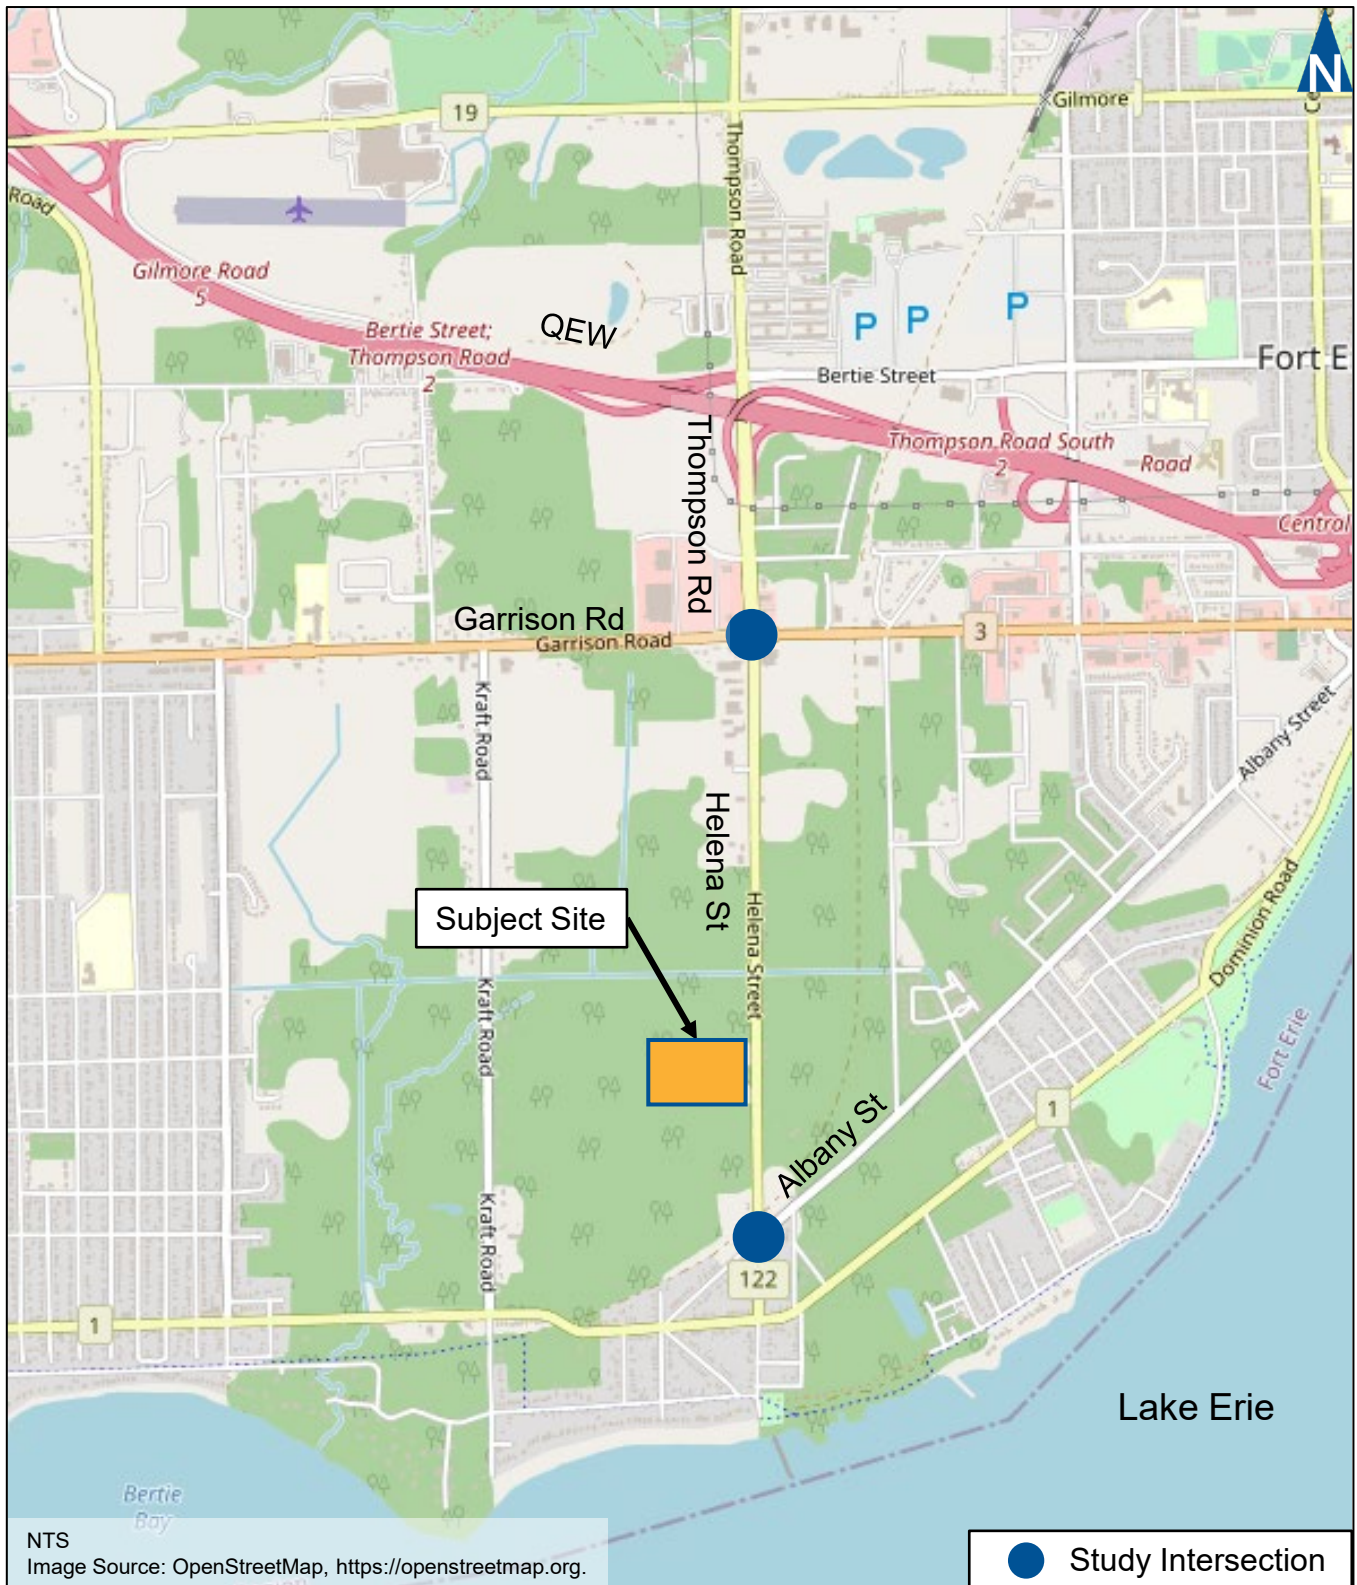 N
19
Gilmore
Thompson Road
Road
Gilmore Road
5
QEW
Bertie Street;
Thompson Road
2
P
P
P
Bertie Street
Fort E
Thompson Road South
2
Road
Central
Thompson Rd
Garrison Rd
Garrison Road
3
Kraft Road
Albany Street
Helena St
Helena Street
Subject Site
Dominion Road
Kraft Road
Fort Erie
1
Albany St
Kraft Road
122
1
Lake Erie
Bertie
Bay
NTS
Image Source: OpenStreetMap, https://openstreetmap.org.
Study Intersection